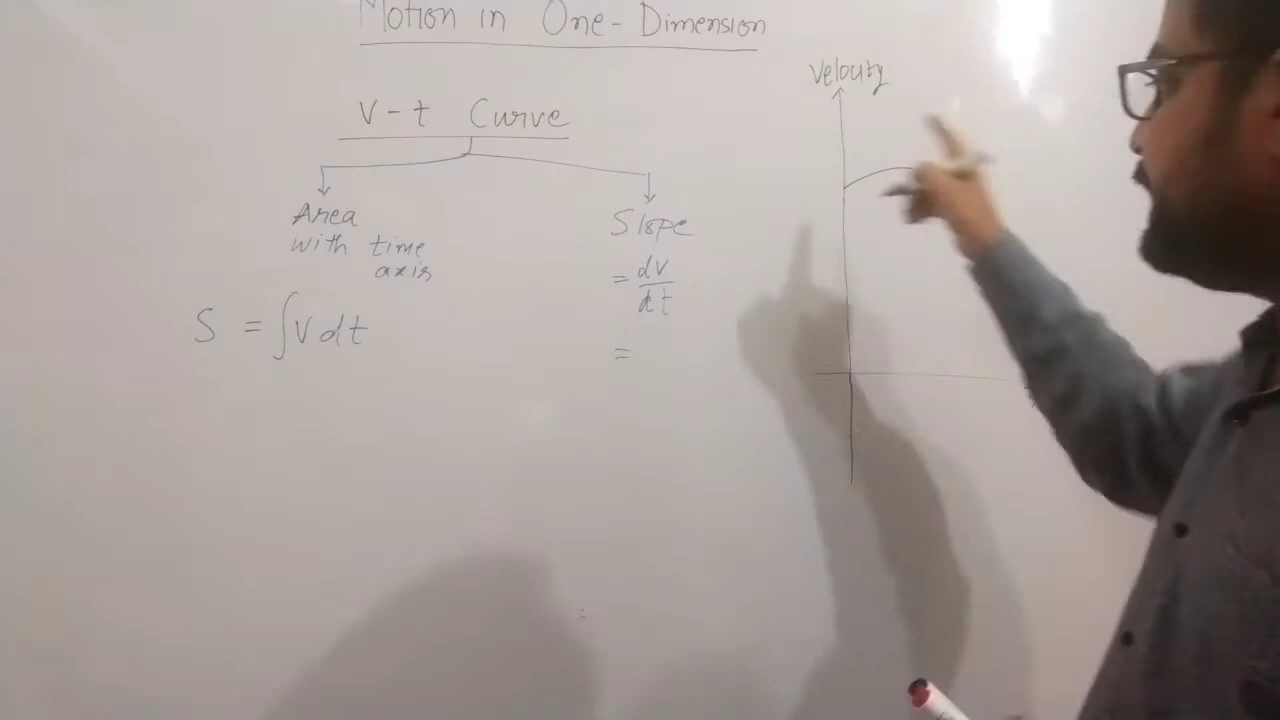 Motion in One-Dimension
Velocity
V-t Curve
Area
with time
axis
S = ∫v dt
Slope
= dv/dt
=